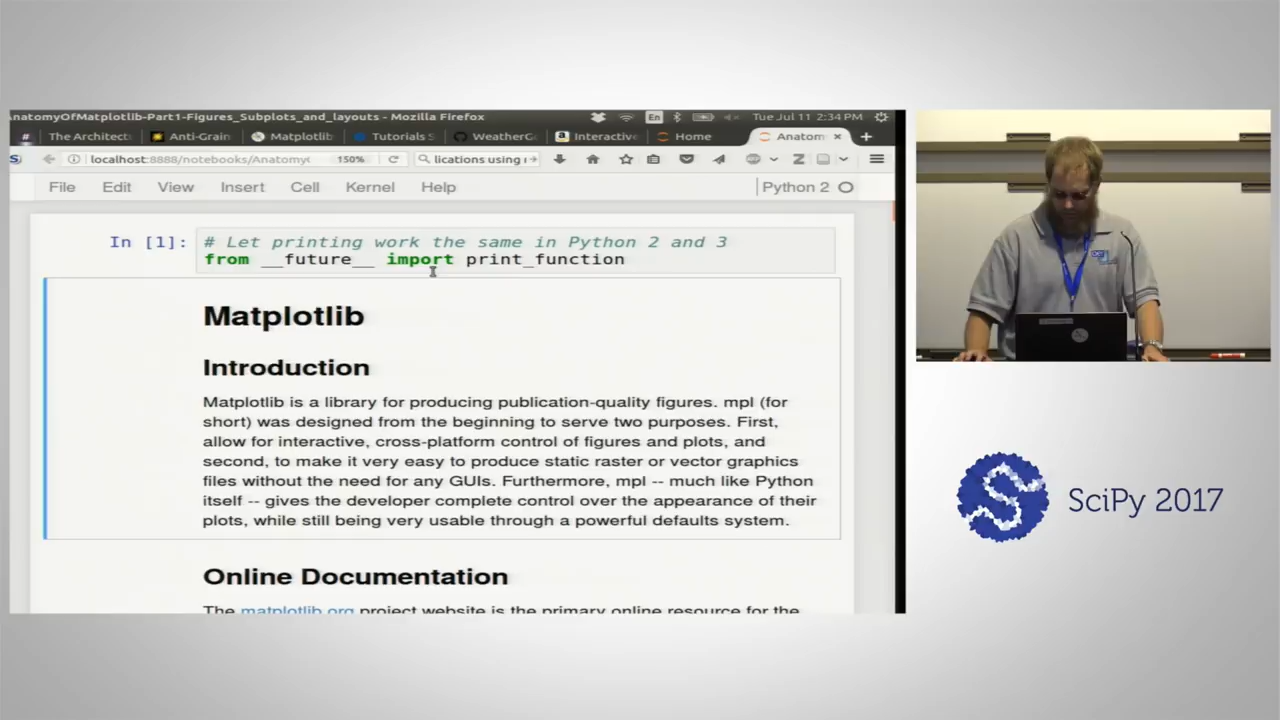 AnatomyOfMatplotlib-Part1-Figures_Subplots_and_layouts - Mozilla Firefox
En
Tue Jul 11 2:34 PM
The Architect
Anti-Grain
Matplotlib
Tutorials S
WeatherG
Interactive
Home
Anatom
localhost:8888/notebooks/Anatomy
150%
lications using
File Edit View Insert Cell Kernel Help
Python 2
In [1]:
# Let printing work the same in Python 2 and 3
from __future__ import print_function
Matplotlib
Introduction
Matplotlib is a library for producing publication-quality figures. mpl (for
short) was designed from the beginning to serve two purposes. First,
allow for interactive, cross-platform control of figures and plots, and
second, to make it very easy to produce static raster or vector graphics
files without the need for any GUIs. Furthermore, mpl -- much like Python
itself -- gives the developer complete control over the appearance of their
plots, while still being very usable through a powerful defaults system.
Online Documentation
The matplotlib.org project website is the primary online resource for the
SciPy 2017